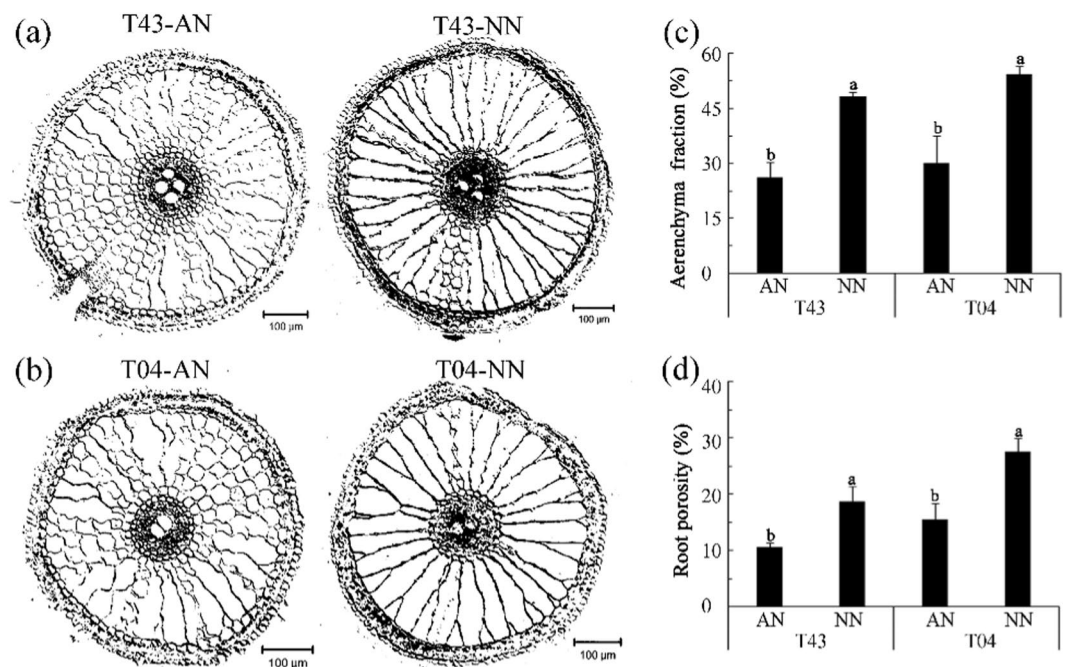 (a)
T43-AN
T43-NN
100 μm
100 μm
(b)
T04-AN
T04-NN
100 μm
100 μm
(c)
Aerenchyma fraction (%)
60
45
30
15
0
b
a
b
a
AN
NN
AN
NN
T43
T04
(d)
Root porosity (%)
40
30
20
10
0
b
a
b
a
AN
NN
AN
NN
T43
T04